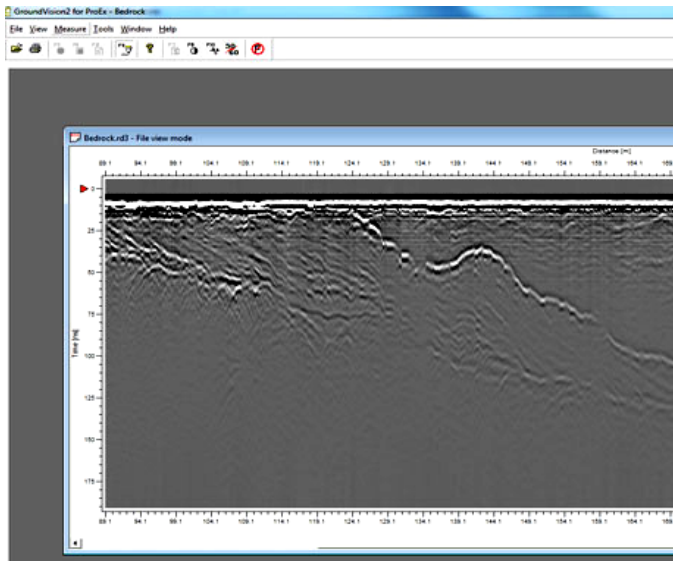 GroundVision2 for ProEx - Bedrock
File View Measure Tools Window Help
Bedrock.rd3 - File view mode
Distance [m]
89.1 94.1 99.1 104.1 109.1 114.1 119.1 124.1 129.1 134.1 139.1 144.1 149.1 154.1 159.1 164.1 169
0
25
50
75
Time [ns]
100
125
150
175
89.1 94.1 99.1 104.1 109.1 114.1 119.1 124.1 129.1 134.1 139.1 144.1 149.1 154.1 159.1 164.1 169